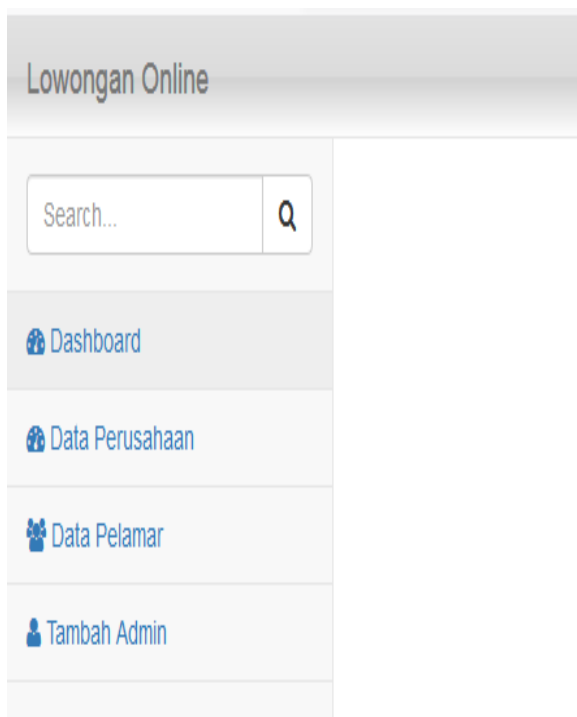 Lowongan Online
Search...
Dashboard
Data Perusahaan
Data Pelamar
Tambah Admin